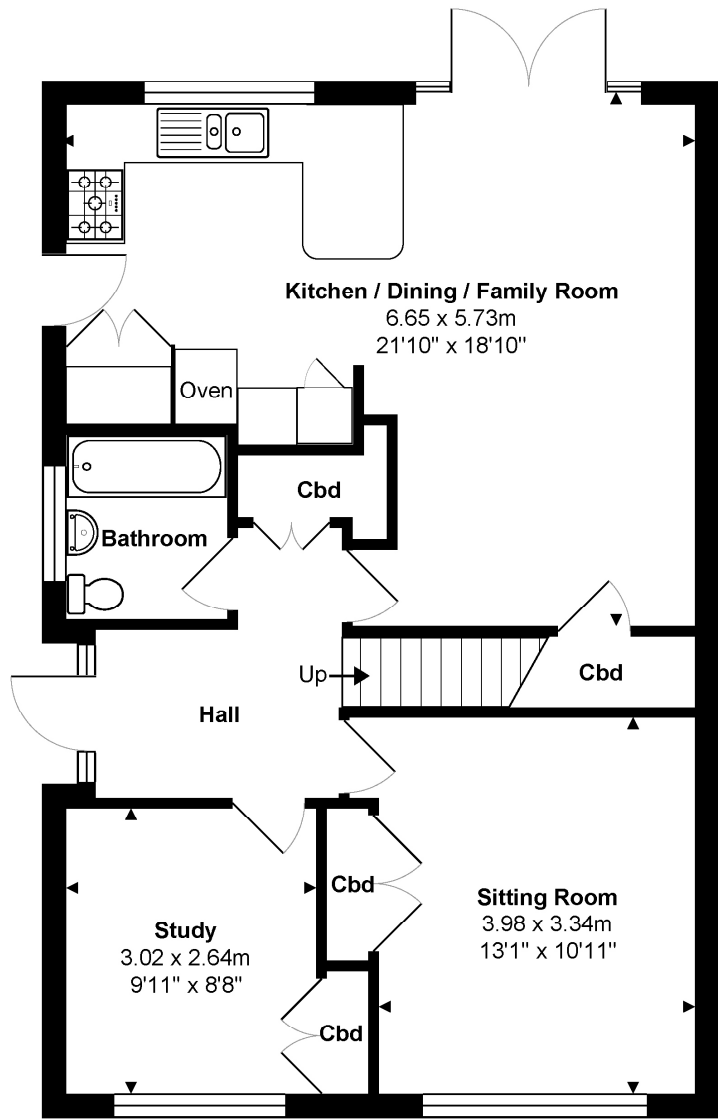 Kitchen / Dining / Family Room
6.65 x 5.73m
21'10" x 18'10"
Oven
Cbd
Bathroom
Up
Cbd
Hall
Cbd
Sitting Room
3.98 x 3.34m
13'1" x 10'11"
Study
3.02 x 2.64m
9'11" x 8'8"
Cbd